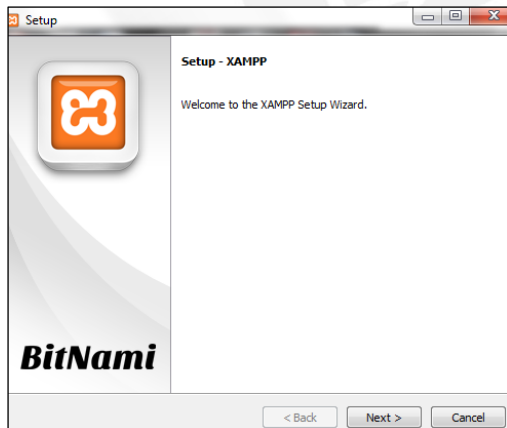 Setup
Setup - XAMPP
Welcome to the XAMPP Setup Wizard.
BitNami
< Back
Next >
Cancel